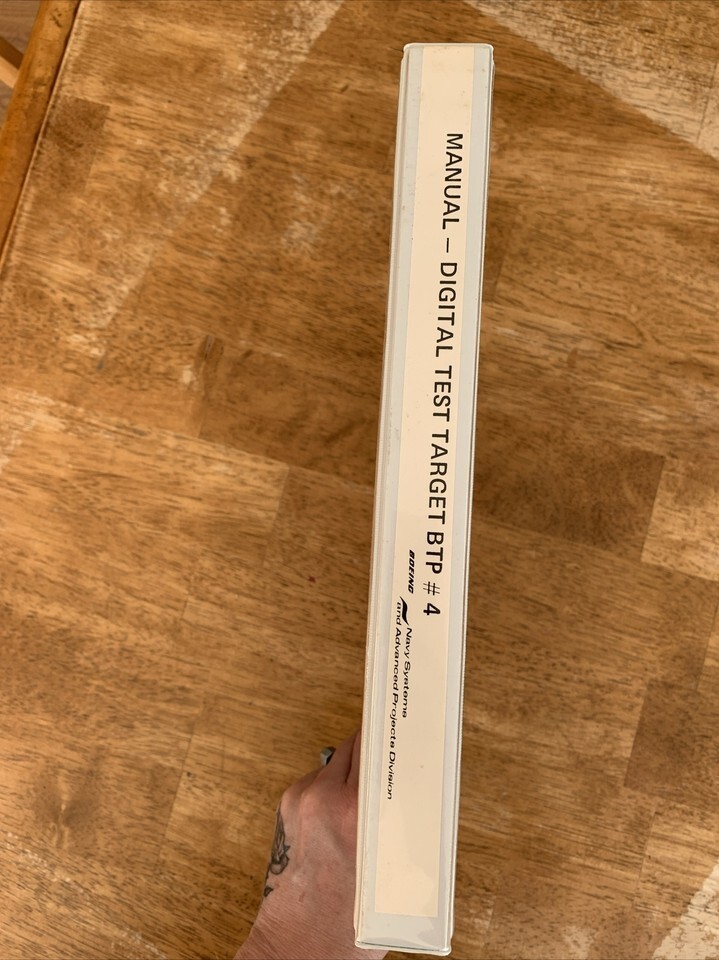 MANUAL – DIGITAL TEST TARGET BTP # 4
BOEING
Navy Systems
and Advanced Projects Division